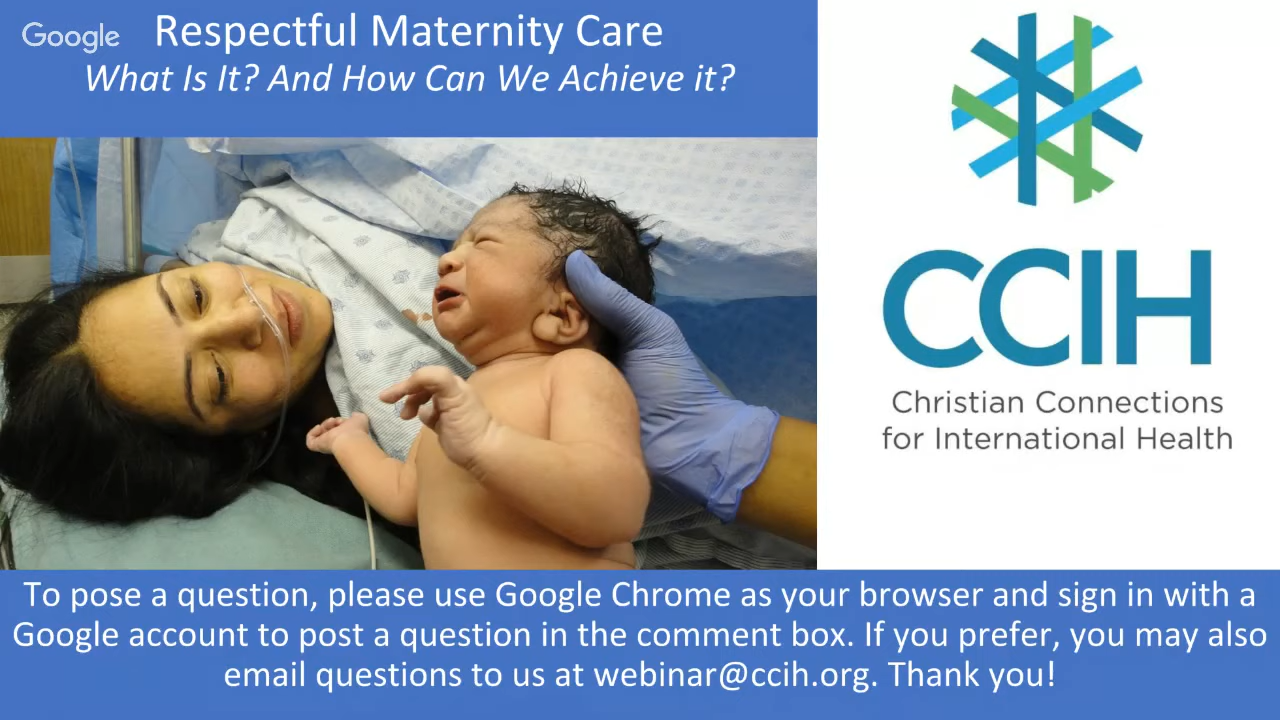 Google
Respectful Maternity Care
What Is It? And How Can We Achieve it?
CCIH
Christian Connections
for International Health
To pose a question, please use Google Chrome as your browser and sign in with a
Google account to post a question in the comment box. If you prefer, you may also
email questions to us at webinar@ccih.org. Thank you!